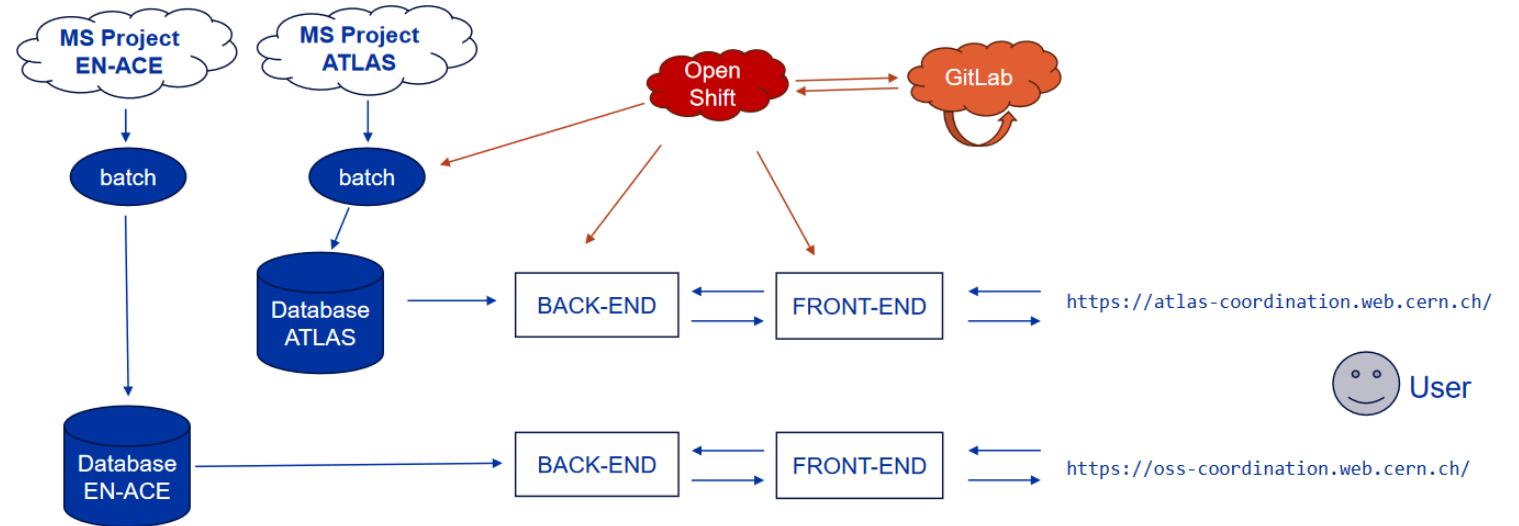 MS Project
EN-ACE
MS Project
ATLAS
Open
Shift
GitLab
batch
batch
Database
ATLAS
BACK-END
FRONT-END
https://atlas-coordination.web.cern.ch/
User
Database
EN-ACE
BACK-END
FRONT-END
https://oss-coordination.web.cern.ch/